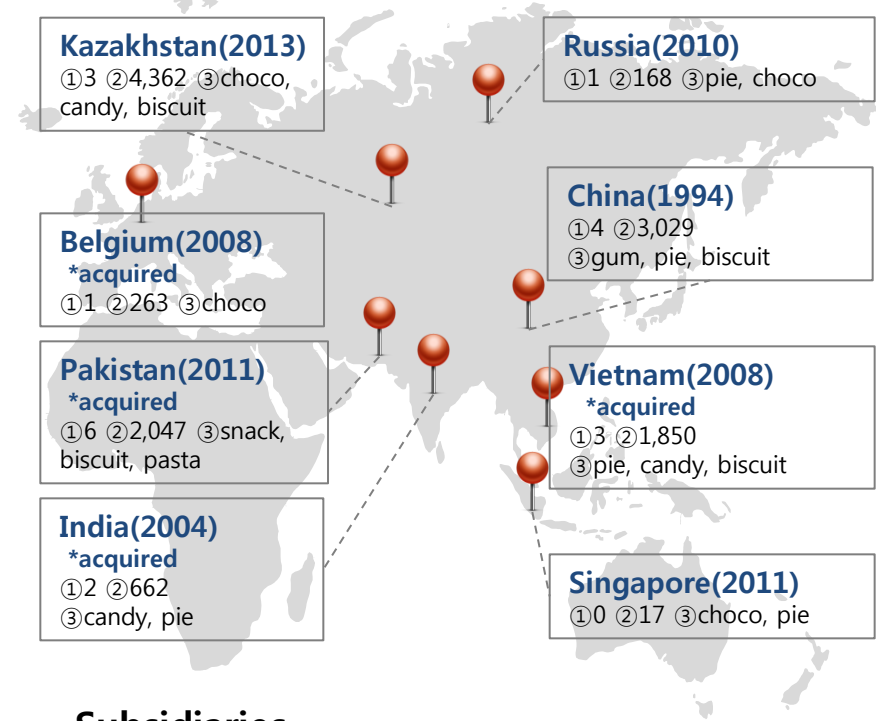 Kazakhstan(2013)
①3 ②4,362 ③choco,
candy, biscuit
Russia(2010)
①1 ②168 ③pie, choco
China(1994)
①4 ②3,029
③gum, pie, biscuit
Belgium(2008)
*acquired
①1 ②263 ③choco
Pakistan(2011)
*acquired
①6 ②2,047 ③snack,
biscuit, pasta
Vietnam(2008)
*acquired
①3 ②1,850
③pie, candy, biscuit
India(2004)
*acquired
①2 ②662
③candy, pie
Singapore(2011)
①0 ②17 ③choco, pie
Subsidiaries